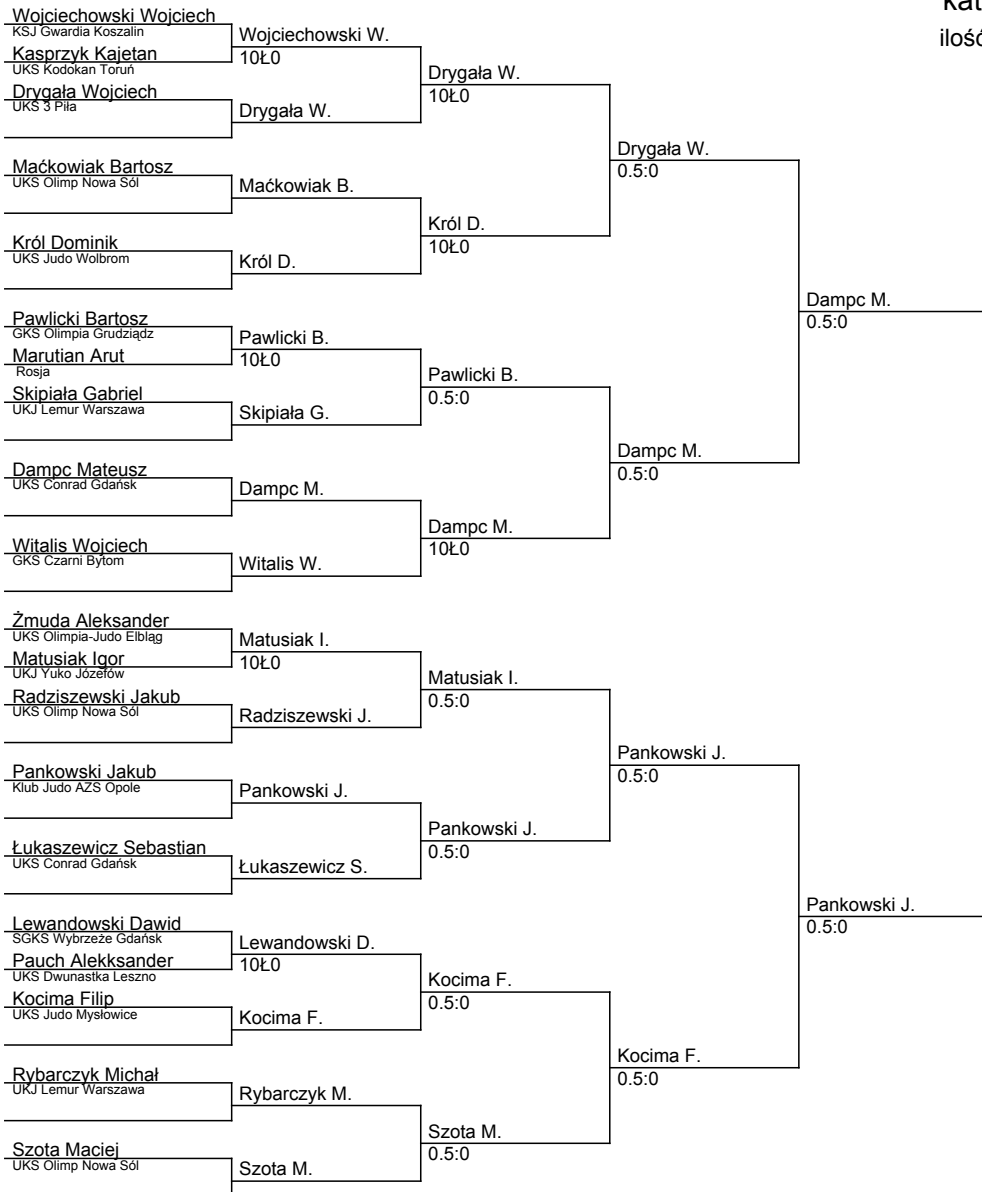 kat
ilość
Wojciechowski Wojciech
KSJ Gwardia Koszalin
Kasprzyk Kajetan
UKS Kodokan Toruń
Drygała Wojciech
UKS 3 Piła
Maćkowiak Bartosz
UKS Olimp Nowa Sól
Król Dominik
UKS Judo Wolbrom
Pawlicki Bartosz
GKS Olimpia Grudziądz
Marutian Arut
Rosja
Skipiała Gabriel
UKJ Lemur Warszawa
Dampc Mateusz
UKS Conrad Gdańsk
Witalis Wojciech
GKS Czarni Bytom
Żmuda Aleksander
UKS Olimpia-Judo Elbląg
Matusiak Igor
UKJ Yuko Józefów
Radziszewski Jakub
UKS Olimp Nowa Sól
Pankowski Jakub
Klub Judo AZS Opole
Łukaszewicz Sebastian
UKS Conrad Gdańsk
Lewandowski Dawid
SGKS Wybrzeże Gdańsk
Pauch Alekksander
UKS Dwunastka Leszno
Kocima Filip
UKS Judo Mysłowice
Rybarczyk Michał
UKJ Lemur Warszawa
Szota Maciej
UKS Olimp Nowa Sól
Wojciechowski W.
10Ł0
Drygała W.
Maćkowiak B.
Król D.
Pawlicki B.
10Ł0
Skipiała G.
Dampc M.
Witalis W.
Matusiak I.
10Ł0
Radziszewski J.
Pankowski J.
Łukaszewicz S.
Lewandowski D.
10Ł0
Kocima F.
Rybarczyk M.
Szota M.
Drygała W.
10Ł0
Król D.
10Ł0
Pawlicki B.
0.5:0
Dampc M.
10Ł0
Matusiak I.
0.5:0
Pankowski J.
0.5:0
Kocima F.
0.5:0
Szota M.
0.5:0
Drygała W.
0.5:0
Dampc M.
0.5:0
Pankowski J.
0.5:0
Kocima F.
0.5:0
Dampc M.
0.5:0
Pankowski J.
0.5:0